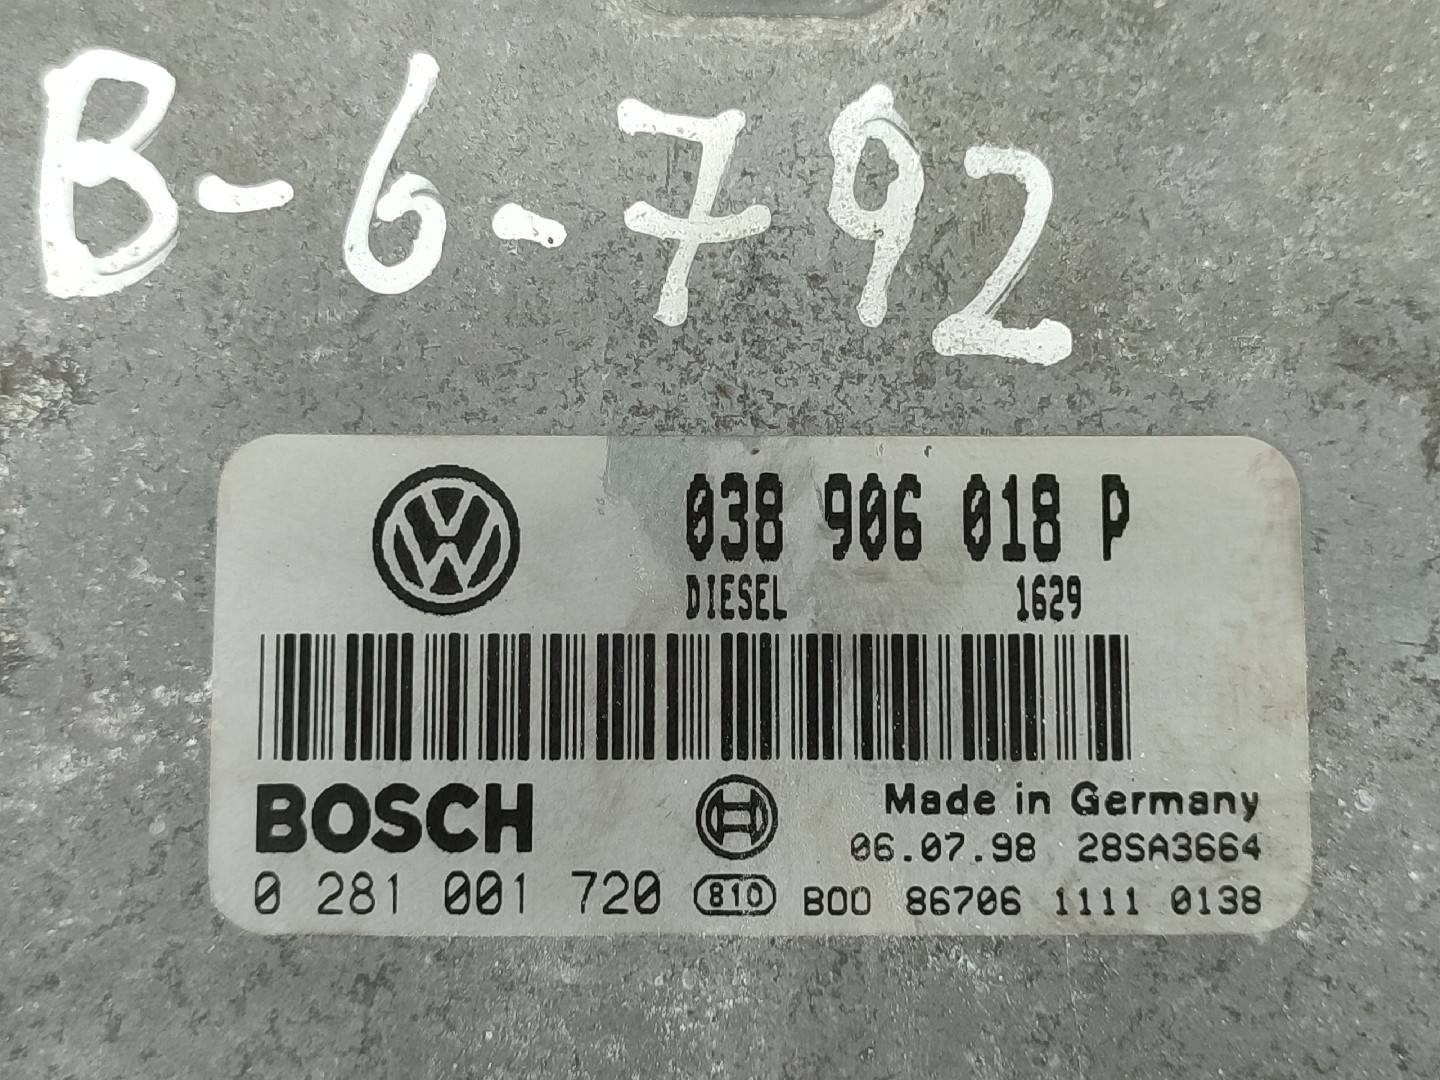 B-6-792
VW
038 906 018 P
DIESEL 1629
BOSCH
Made in Germany
06.07.98 28SA3664
0 281 001 720 810 B00 86706 1111 0138